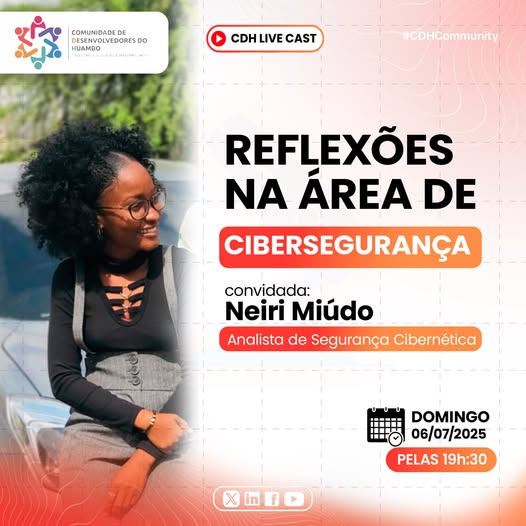 COMUNIDADE DE
DESENVOLVEDORES DO
HUAMBO
CDH LIVE CAST
#CDHCommunity
REFLEXÕES
NA ÁREA DE
CIBERSEGURANÇA
convidada:
Neiri Miúdo
Analista de Segurança Cibernética
DOMINGO
06/07/2025
PELAS 19h:30